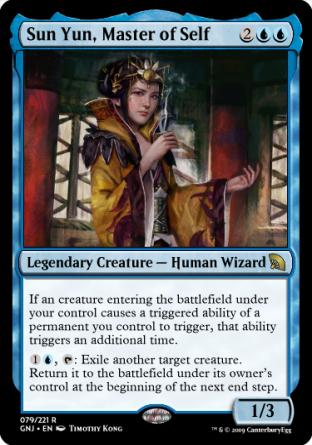 Sun Yun, Master of Self 2
Legendary Creature — Human Wizard
If an creature entering the battlefield under
your control causes a triggered ability of a
permanent you control to trigger, that ability
triggers an additional time.
1 : Exile another target creature.
Return it to the battlefield under its owner's
control at the beginning of the next end step.
1/3
079/221 R
GNJ • EN Timothy Kong
™ & © 2019 CanterburyEgg